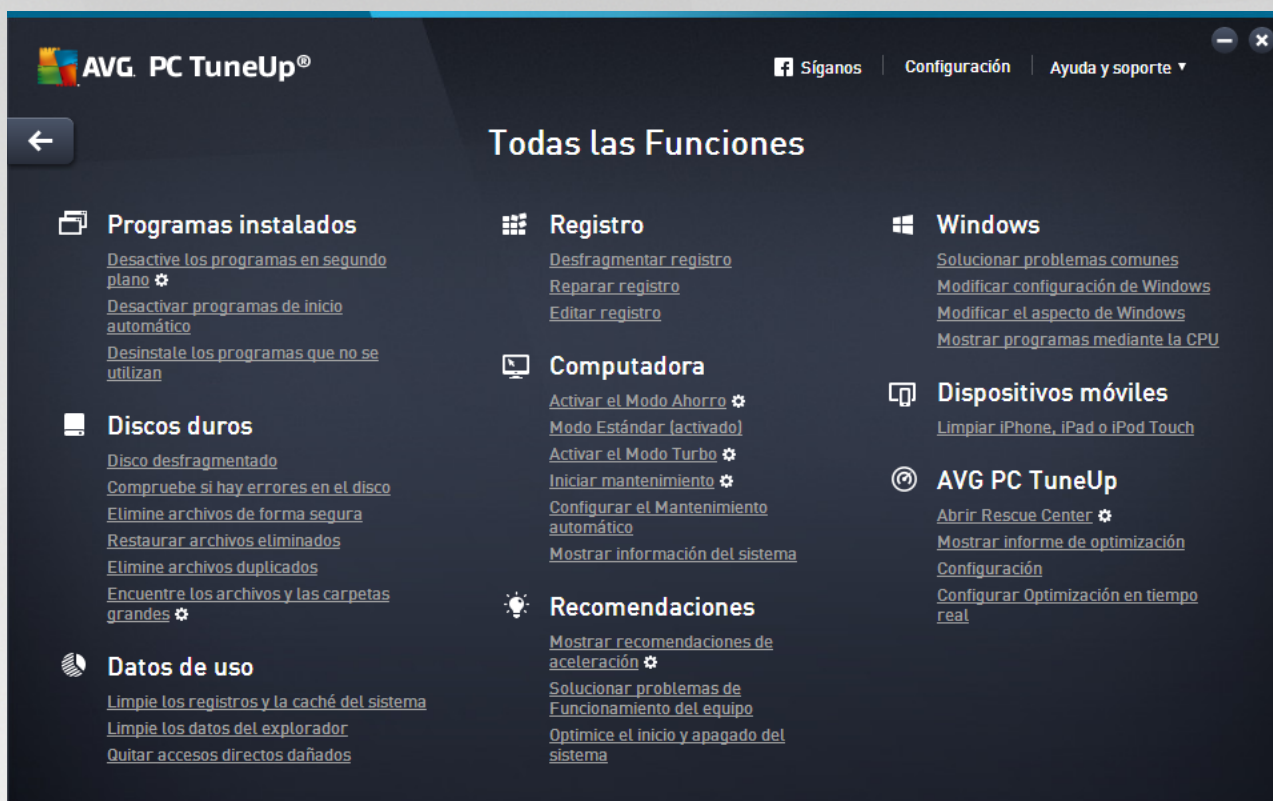 AVG PC TuneUp®
Síganos
Configuración
Ayuda y soporte
Todas las Funciones
Programas instalados
Desactive los programas en segundo
plano
Desactivar programas de inicio
automático
Desinstale los programas que no se
utilizan
Discos duros
Disco desfragmentado
Compruebe si hay errores en el disco
Elimine archivos de forma segura
Restaurar archivos eliminados
Elimine archivos duplicados
Encuentre los archivos y las carpetas
grandes
Datos de uso
Limpie los registros y la caché del sistema
Limpie los datos del explorador
Quitar accesos directos dañados
Registro
Desfragmentar registro
Reparar registro
Editar registro
Computadora
Activar el Modo Ahorro
Modo Estándar (activado)
Activar el Modo Turbo
Iniciar mantenimiento
Configurar el Mantenimiento
automático
Mostrar información del sistema
Recomendaciones
Mostrar recomendaciones de
aceleración
Solucionar problemas de
Funcionamiento del equipo
Optimice el inicio y apagado del
sistema
Windows
Solucionar problemas comunes
Modificar configuración de Windows
Modificar el aspecto de Windows
Mostrar programas mediante la CPU
Dispositivos móviles
Limpiar iPhone, iPad o iPod Touch
AVG PC TuneUp
Abrir Rescue Center
Mostrar informe de optimización
Configuración
Configurar Optimización en tiempo
real